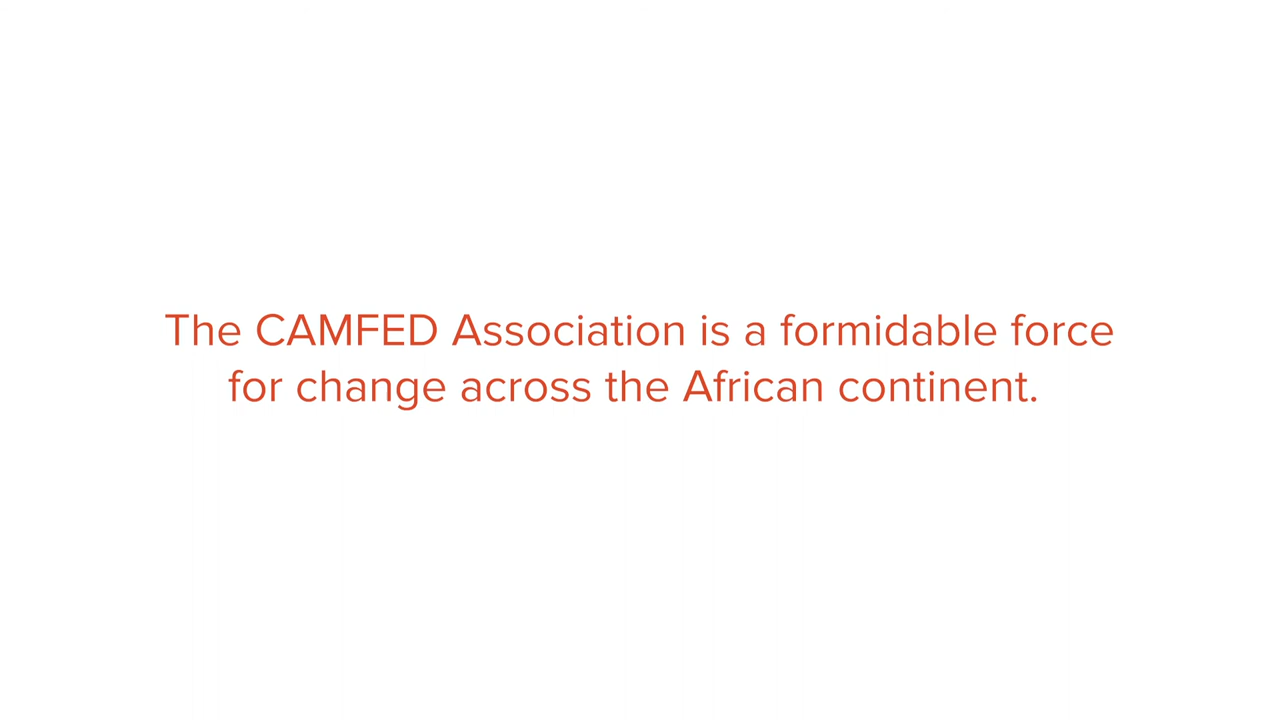 The CAMFED Association is a formidable force
for change across the African continent.